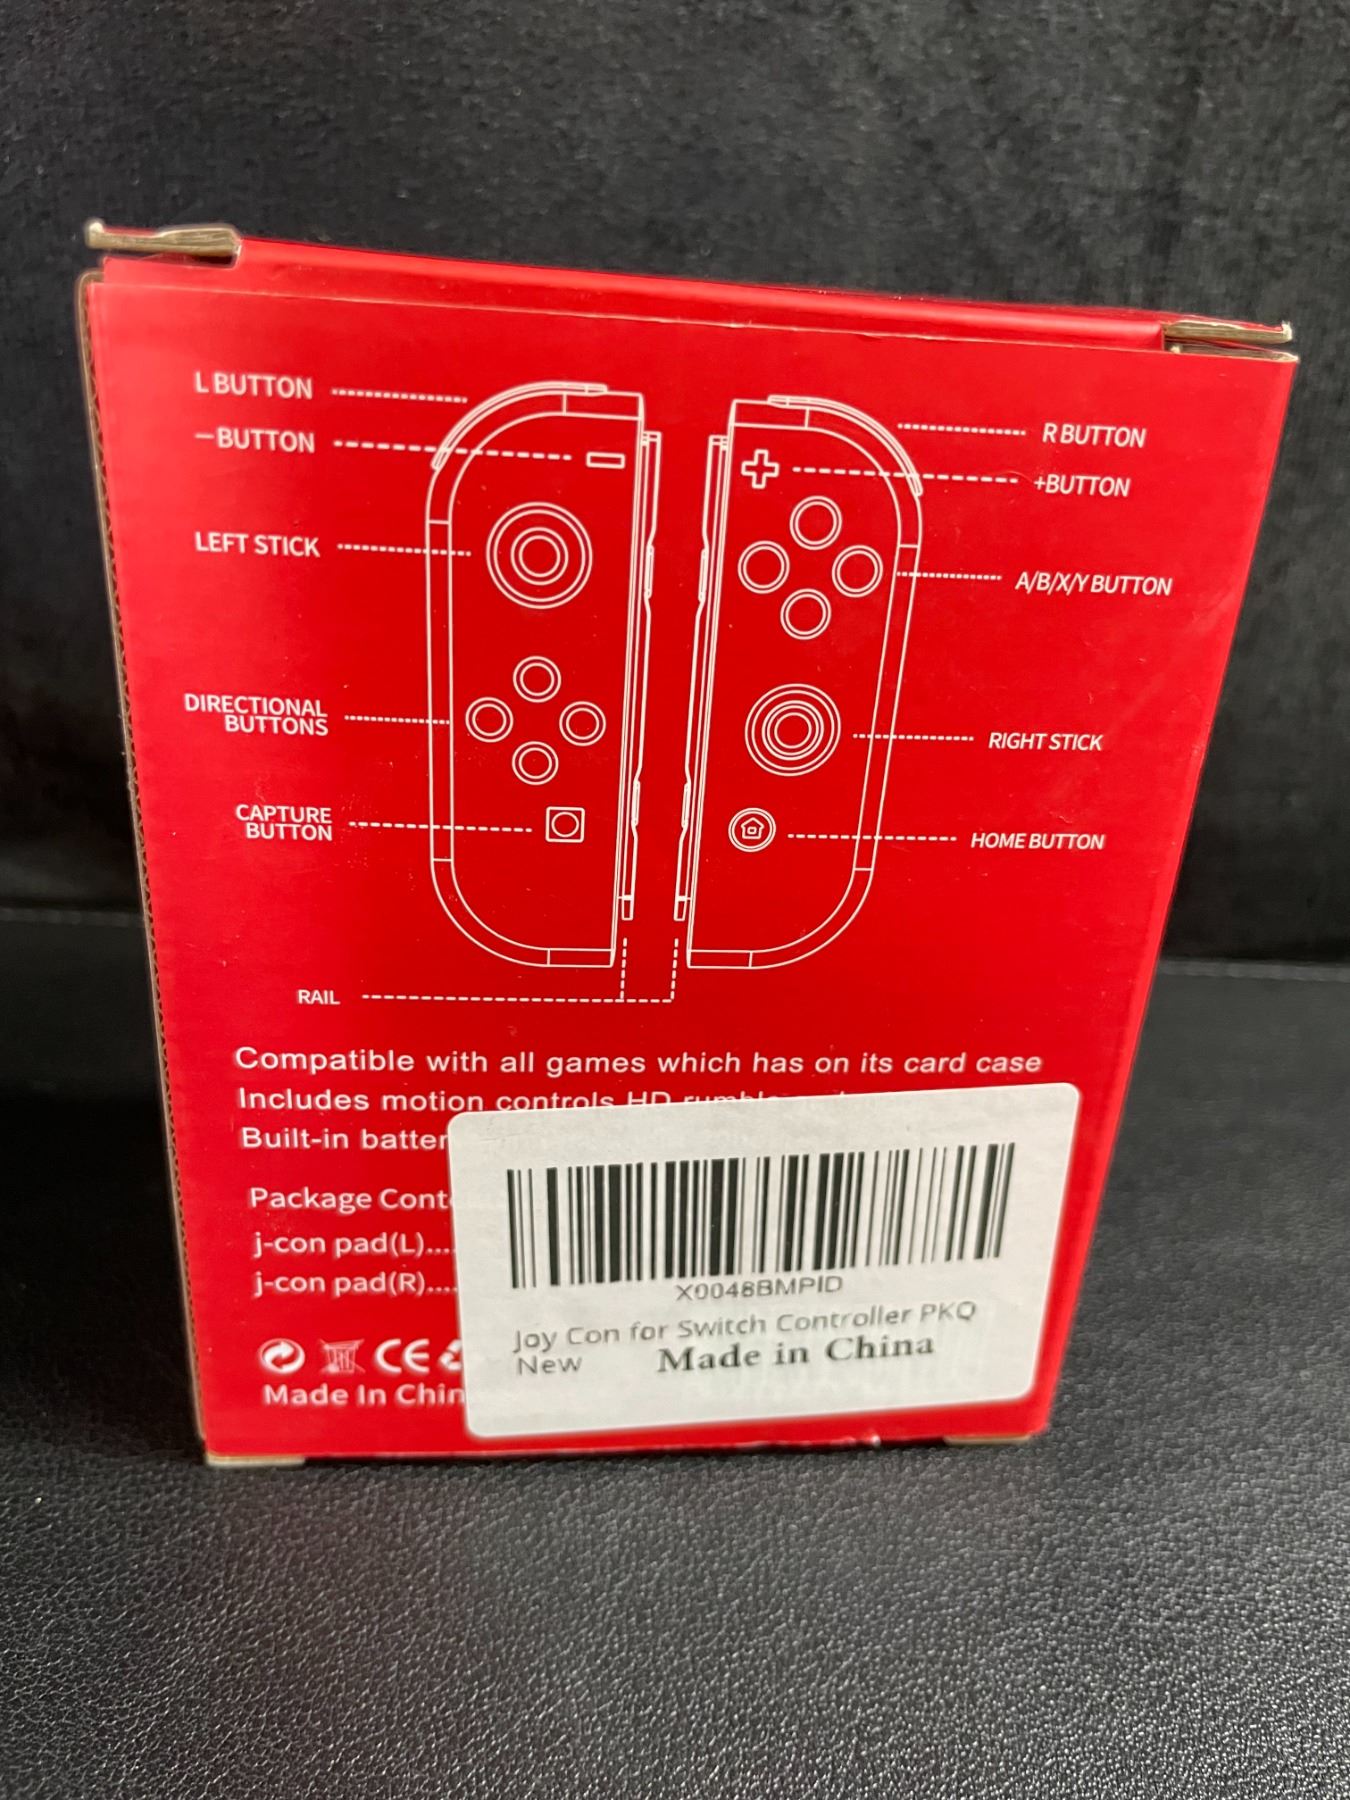 L BUTTON
−BUTTON
LEFT STICK
DIRECTIONAL
BUTTONS
CAPTURE
BUTTON
RAIL
R BUTTON
+BUTTON
A/B/X/Y BUTTON
RIGHT STICK
HOME BUTTON
Compatible with all games which has on its card case
Includes motion controls HD rumble
Built-in batter
Package Cont
j-con pad(L)....
j-con pad(R)....
CE
Made In Chin
X0048BMPID
Joy Con for Switch Controller PKQ
New
Made in China